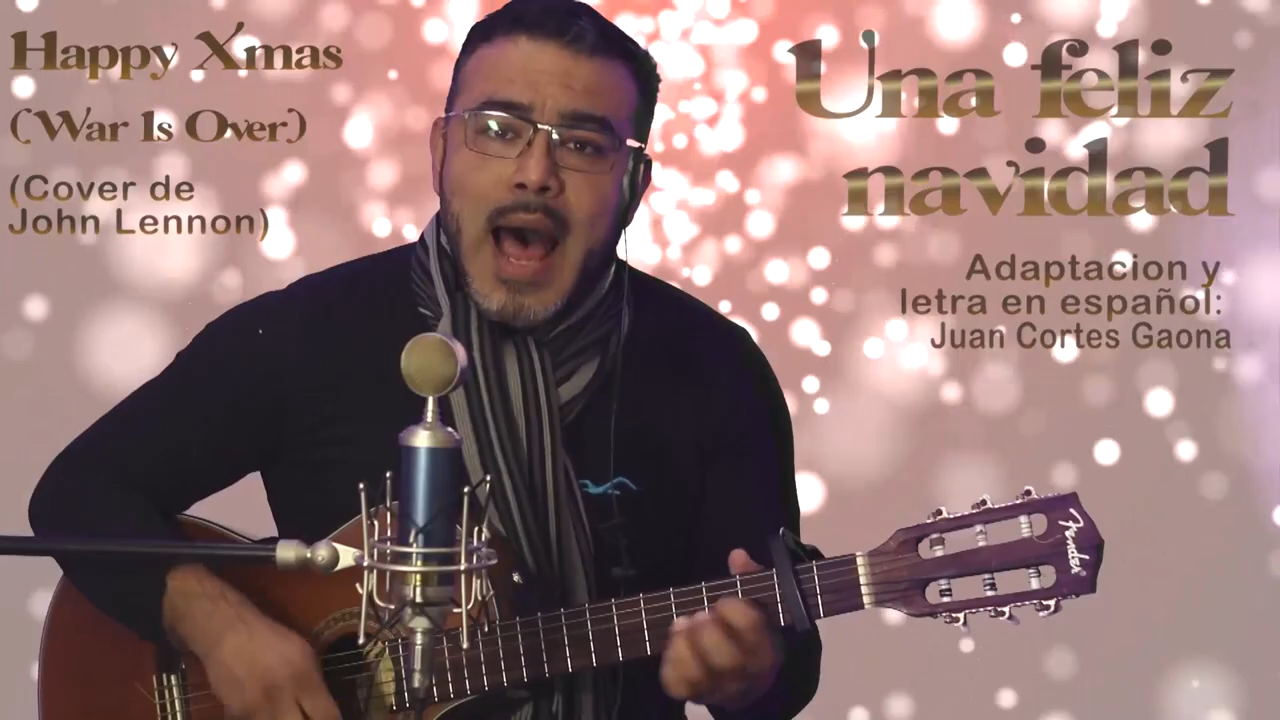 Happy Xmas
(War Is Over)
(Cover de
John Lennon)
Una feliz
navidad
Adaptacion y
letra en español:
Juan Cortes Gaona
Fender